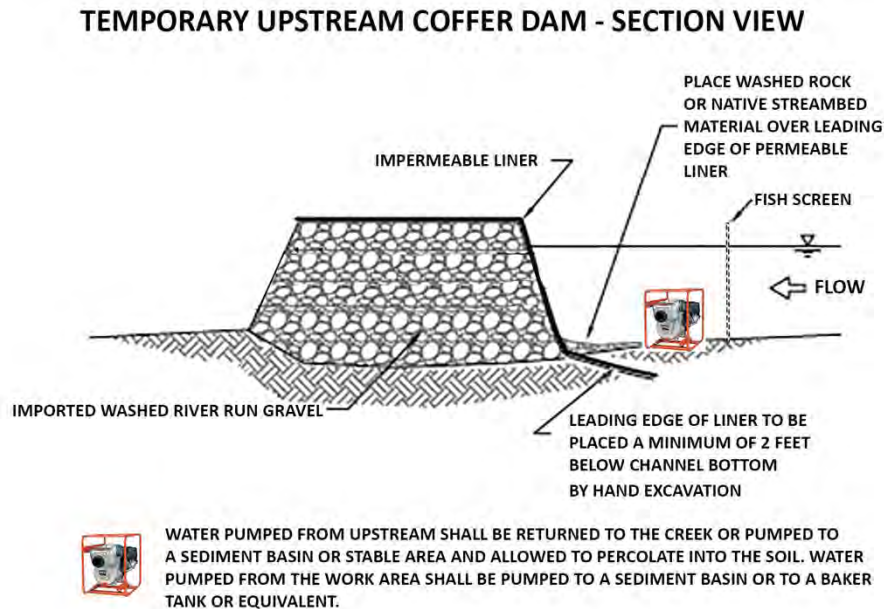 TEMPORARY UPSTREAM COFFER DAM - SECTION VIEW
PLACE WASHED ROCK
OR NATIVE STREAMBED
MATERIAL OVER LEADING
EDGE OF PERMEABLE
LINER
IMPERMEABLE LINER
FISH SCREEN
FLOW
IMPORTED WASHED RIVER RUN GRAVEL
LEADING EDGE OF LINER TO BE
PLACED A MINIMUM OF 2 FEET
BELOW CHANNEL BOTTOM
BY HAND EXCAVATION
WATER PUMPED FROM UPSTREAM SHALL BE RETURNED TO THE CREEK OR PUMPED TO
A SEDIMENT BASIN OR STABLE AREA AND ALLOWED TO PERCOLATE INTO THE SOIL. WATER
PUMPED FROM THE WORK AREA SHALL BE PUMPED TO A SEDIMENT BASIN OR TO A BAKER
TANK OR EQUIVALENT.